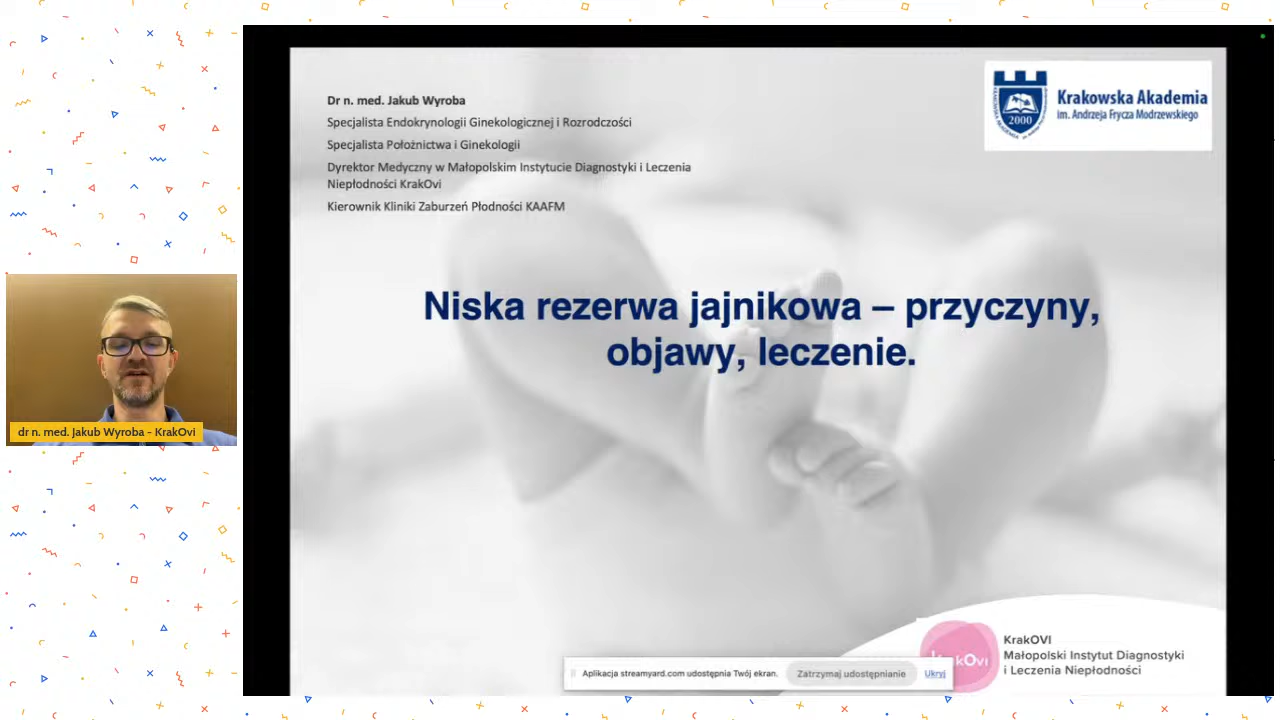 Dr n. med. Jakub Wyroba
Specjalista Endokrynologii Ginekologicznej i Rozrodczości
Specjalista Położnictwa i Ginekologii
Dyrektor Medyczny w Małopolskim Instytucie Diagnostyki i Leczenia
Niepłodności KrakOvi
Kierownik Kliniki Zaburzeń Płodności KAAFM
2000
Krakowska Akademia
im. Andrzeja Frycza Modrzewskiego
Niska rezerwa jajnikowa – przyczyny,
objawy, leczenie.
dr n. med. Jakub Wyroba - KrakOvi
KrakOVI
Małopolski Instytut Diagnostyki
i Leczenia Niepłodności
Aplikacja streamyard.com udostępnia Twój ekran. Zatrzymaj udostępnianie Ukryj